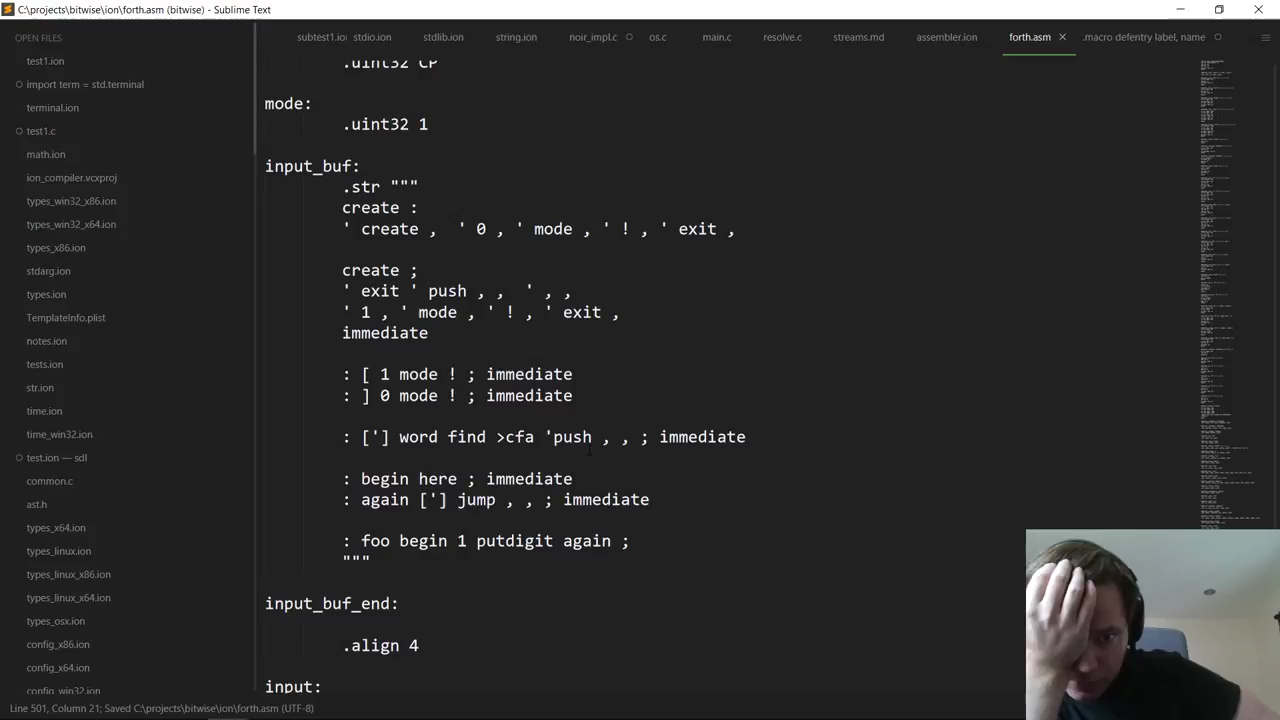 C:\projects\bitwise\ion\forth.asm (bitwise) - Sublime Text
OPEN FILES
subtest1.io
stdio.ion
stdlib.ion
string.ion
noir_impl.c
os.c
main.c
resolve.c
streams.md
assembler.ion
forth.asm
.macro defentry label, name
test1.ion
import term = std.terminal
terminal.ion
test1.c
math.ion
ion_compiler.vcxproj
types_win32_x86.ion
types_win32_x64.ion
types_x86.ion
stdarg.ion
types.ion
TemplateInfo.plist
notes.ion
tests.ion
str.ion
time.ion
time_win32.ion
test.ion — sdl
common.c
ast.h
types_x64.ion
types_linux.ion
types_linux_x86.ion
types_linux_x64.ion
types_osx.ion
config_x86.ion
config_x64.ion
config_win32.ion
.uint32 CP
mode:
.uint32 1
input_buf:
.str """
create :
' create ,  ' 0 , ' mode , ' ! , ' exit ,
create ;
' exit ' push , , ' , ,
' 1 , ' mode , ' ! , ' exit ,
immediate
: [ 1 mode ! ; immediate
: ] 0 mode ! ; immediate
: ['] word find >cfa 'push , , ; immediate
: begin here ; immediate
: again ['] jump , , ; immediate
: foo begin 1 putdigit again ;
"""
input_buf_end:
.align 4
input:
Line 501, Column 21; Saved C:\projects\bitwise\ion\forth.asm (UTF-8)